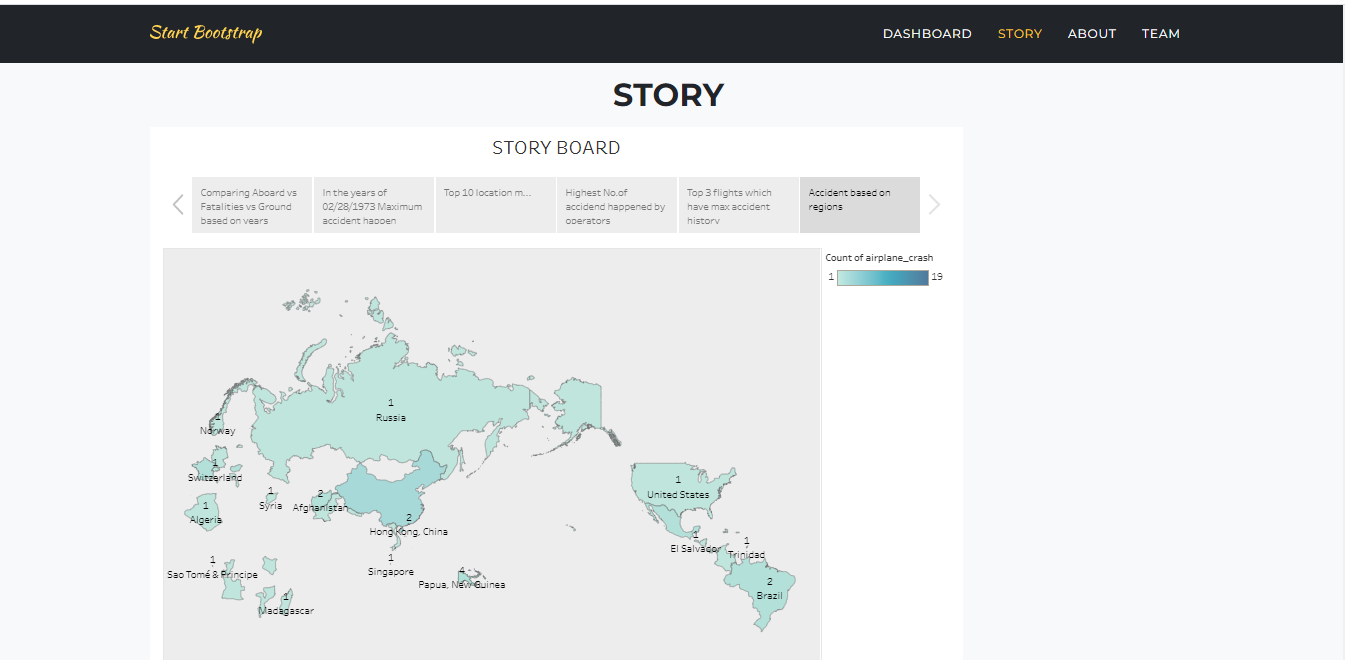 Start Bootstrap
DASHBOARD
STORY
ABOUT
TEAM
STORY
STORY BOARD
Comparing Aboard vs
Fatalities vs Ground
based on years
In the years of
02/28/1973 Maximum
accident happen
Top 10 location m...
Highest No.of
accidend happened by
operators
Top 3 flights which
have max accident
history
Accident based on
regions
Count of airplane_crash
1
19
1
Russia
1
Norway
1
Switzerland
1
United States
1
Syria
2
Afghanistan
1
Algeria
2
Hong Kong, China
1
El Salvador
1
Trinidad
1
Sao Tomé & Principe
1
Singapore
4
Papua, New Guinea
2
Brazil
1
Madagascar